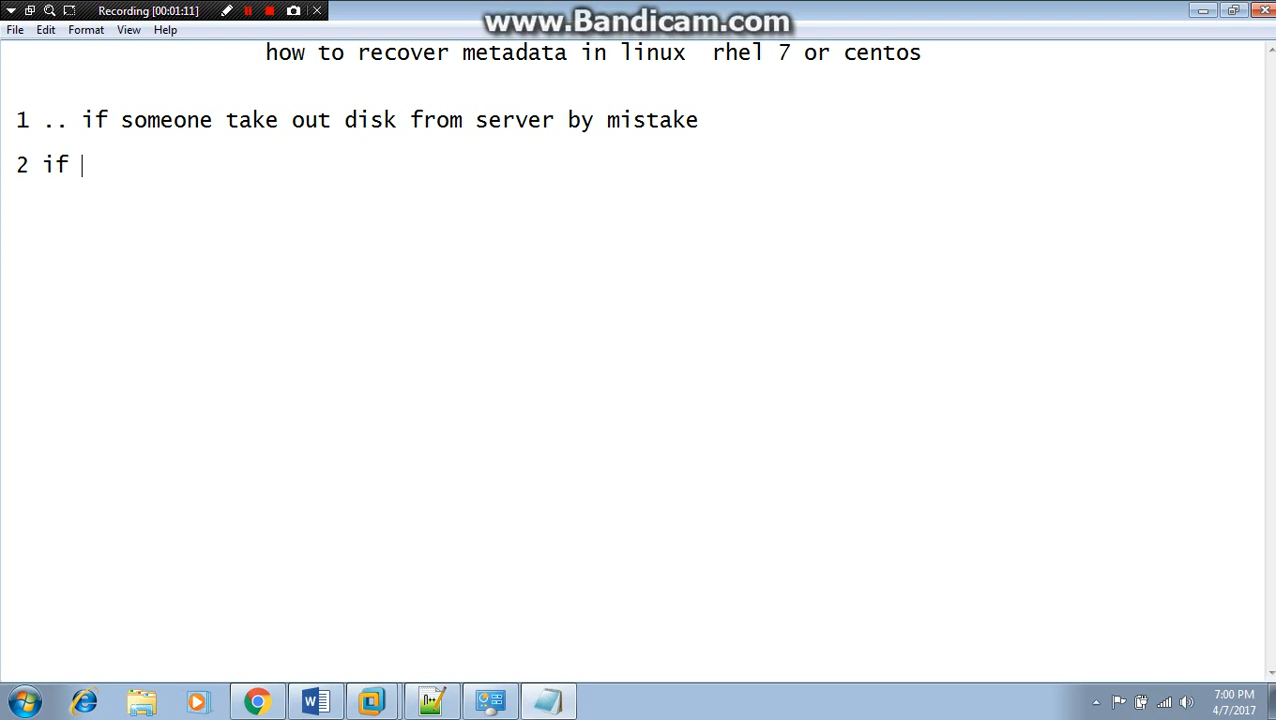 Recording [00:01:11]
www.Bandicam.com
File Edit Format View Help
how to recover metadata in linux  rhel 7 or centos
1 .. if someone take out disk from server by mistake
2 if
7:00 PM
4/7/2017